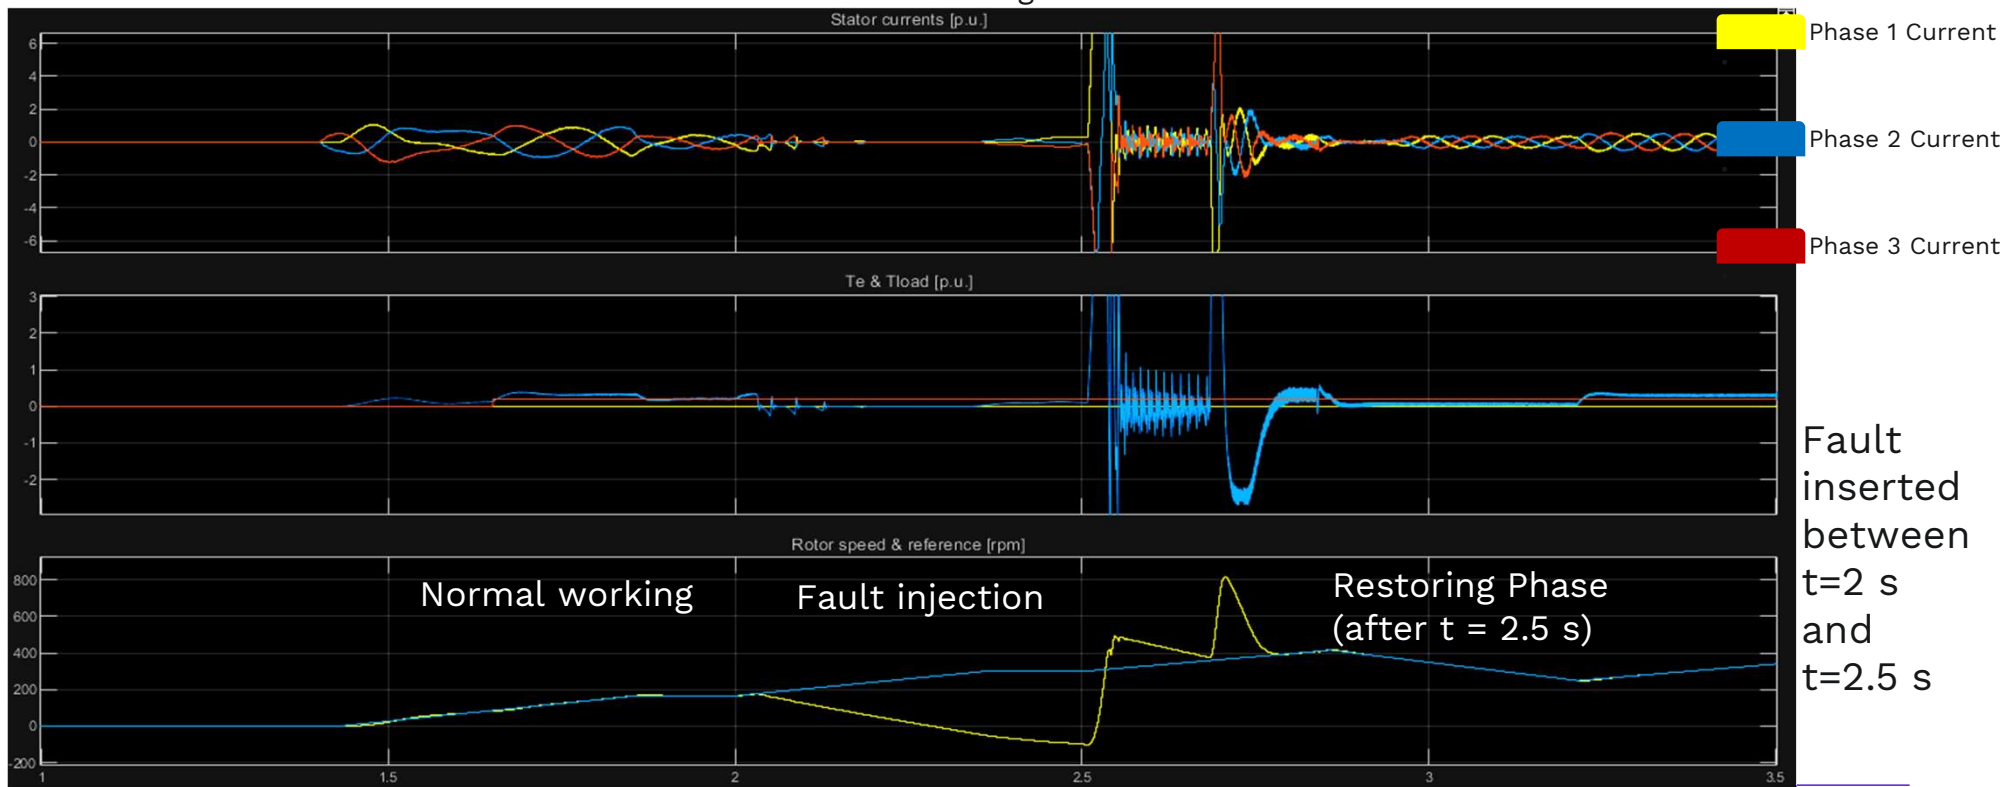 Stator currents [p.u.]
6
4
2
0
-2
-4
-6
Phase 1 Current
Phase 2 Current
Phase 3 Current
Te & Tload [p.u.]
3
2
1
0
-1
-2
Rotor speed & reference [rpm]
800
600
400
200
0
-200
Normal working
Fault injection
Restoring Phase
(after t = 2.5 s)
1
1.5
2
2.5
3
3.5
Fault
inserted
between
t=2 s
and
t=2.5 s